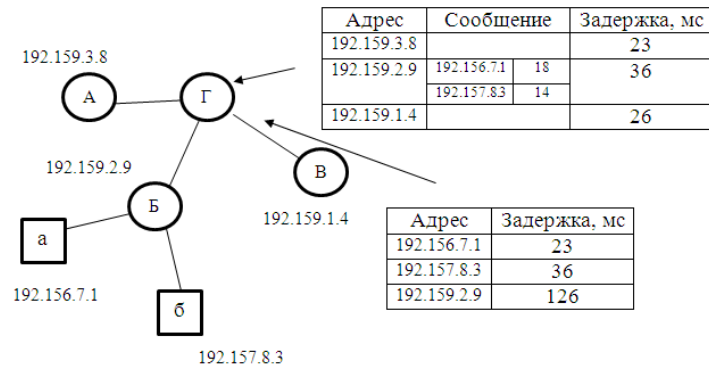 Адрес Сообщение Задержка, мс
192.159.3.8 23
192.159.2.9 192.156.7.1 18 36
192.157.8.3 14
192.159.1.4 26
192.159.3.8
А
Г
192.159.2.9
В
Б
192.159.1.4
а
192.156.7.1
б
192.157.8.3
Адрес Задержка, мс
192.156.7.1 23
192.157.8.3 36
192.159.2.9 126